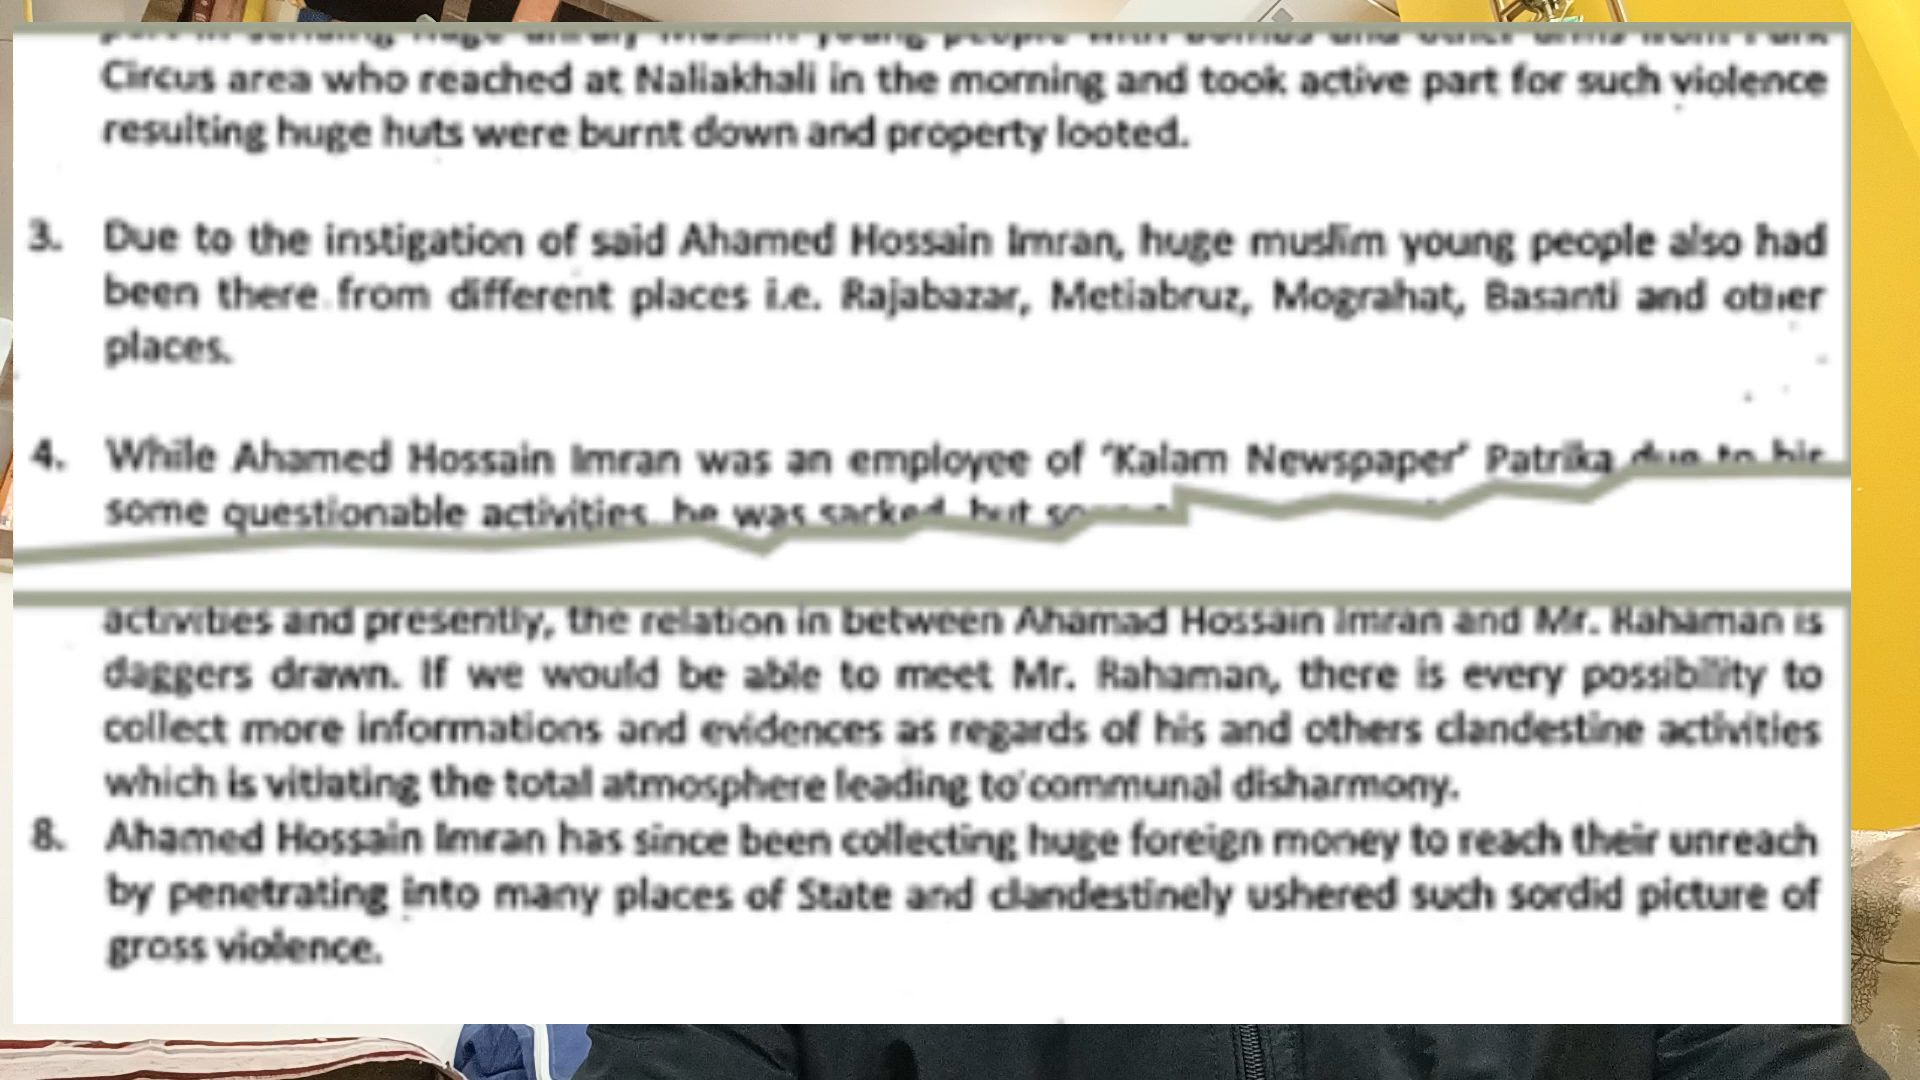 Circus area who reached at Naliakhali in the morning and took active part for such violence
resulting huge huts were burnt down and property looted.
3. Due to the instigation of said Ahamed Hossain Imran, huge muslim young people also had
been there from different places i.e. Rajabazar, Metiabruz, Mograhat, Basanti and other
places.
4. While Ahamed Hossain Imran was an employee of ‘Kalam Newspaper’ Patrika due to his
some questionable activities, he was sacked, but
activities and presently, the relation in between Ahamad Hossain Imran and Mr. Rahaman is
daggers drawn. If we would be able to meet Mr. Rahaman, there is every possibility to
collect more informations and evidences as regards of his and others clandestine activities
which is vitiating the total atmosphere leading to communal disharmony.
8. Ahamed Hossain Imran has since been collecting huge foreign money to reach their unreach
by penetrating into many places of State and clandestinely ushered such sordid picture of
gross violence.